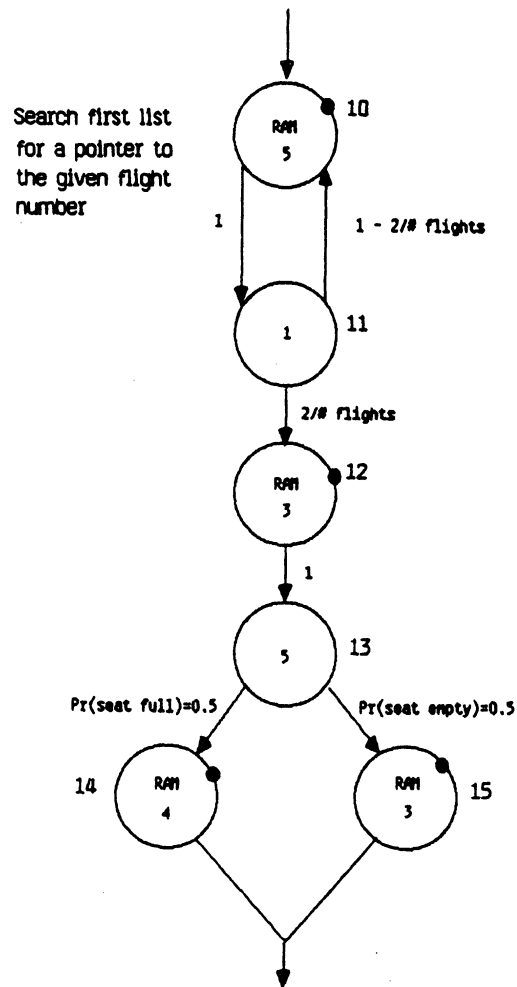 10
RAM
5
Search first list
for a pointer to
the given flight
number
1
1 - 2/# flights
1
11
2/# flights
RAM
3
12
1
5
13
Pr(seat full)=0.5
Pr(seat empty)=0.5
14
RAM
4
RAM
3
15